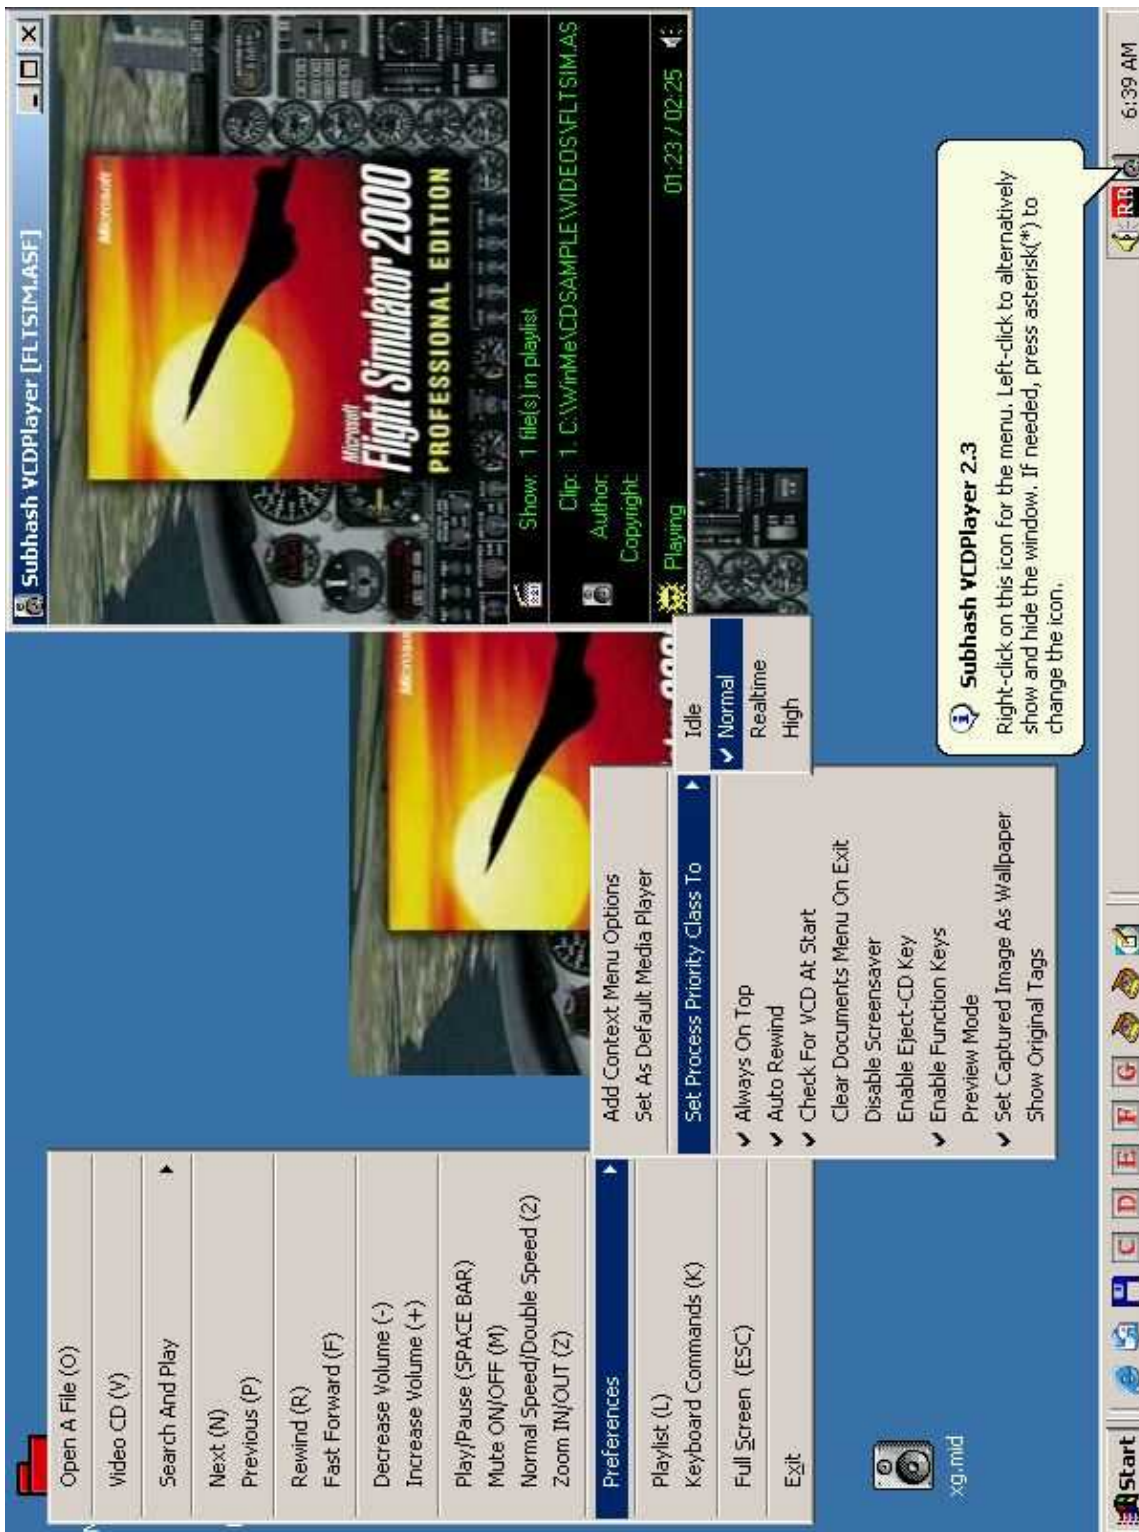 Open A File (O)
Video CD (V)
Search And Play
Next (N)
Previous (P)
Rewind (R)
Fast Forward (F)
Decrease Volume (-)
Increase Volume (+)
Play/Pause (SPACE BAR)
Mute ON/OFF (M)
Normal Speed/Double Speed (2)
Zoom IN/OUT (Z)
Preferences
Playlist (L)
Keyboard Commands (K)
Full Screen (ESC)
Exit
Add Context Menu Options
Set As Default Media Player
Set Process Priority Class To
Always On Top
Auto Rewind
Check For VCD At Start
Clear Documents Menu On Exit
Disable Screensaver
Enable Eject-CD Key
Enable Function Keys
Preview Mode
Set Captured Image As Wallpaper
Show Original Tags
Idle
Normal
Realtime
High
Subhash VCDPlayer [FLTSIM.ASF]
Microsoft
Microsoft
Flight Simulator 2000
PROFESSIONAL EDITION
Show: 1 file(s) in playlist
Clip: 1. C:\WinMe\CDSAMPLE\VIDEOS\FLTSIM.AS
Author:
Copyright:
Playing 01:23 / 02:25
Subhash VCDPlayer 2.3
Right-click on this icon for the menu. Left-click to alternatively
show and hide the window. If needed, press asterisk(*) to
change the icon.
xg.mid
Start
C D E F G
RB
6:39 AM